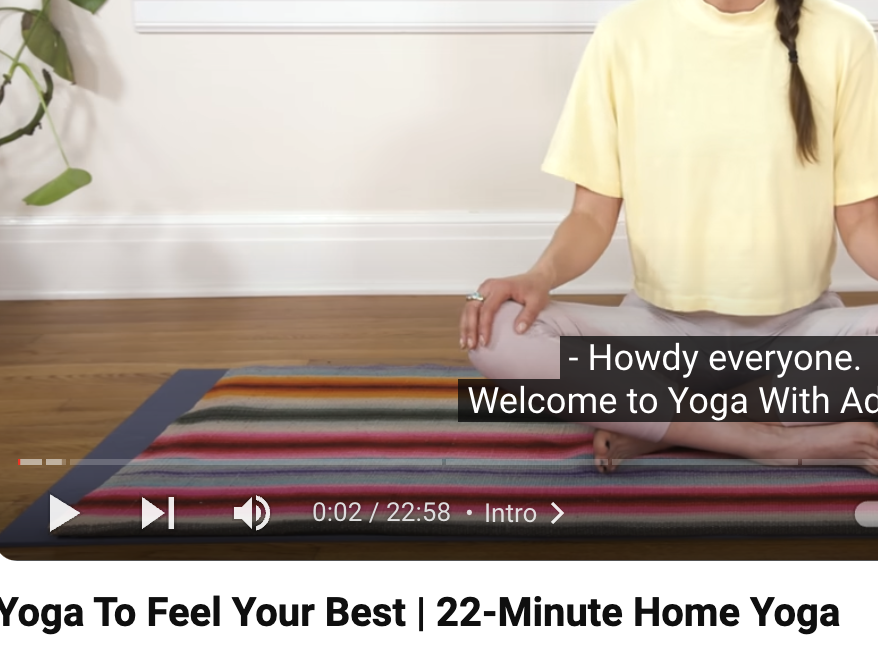 - Howdy everyone.
Welcome to Yoga With Ad
0:02 / 22:58 • Intro
Yoga To Feel Your Best | 22-Minute Home Yoga